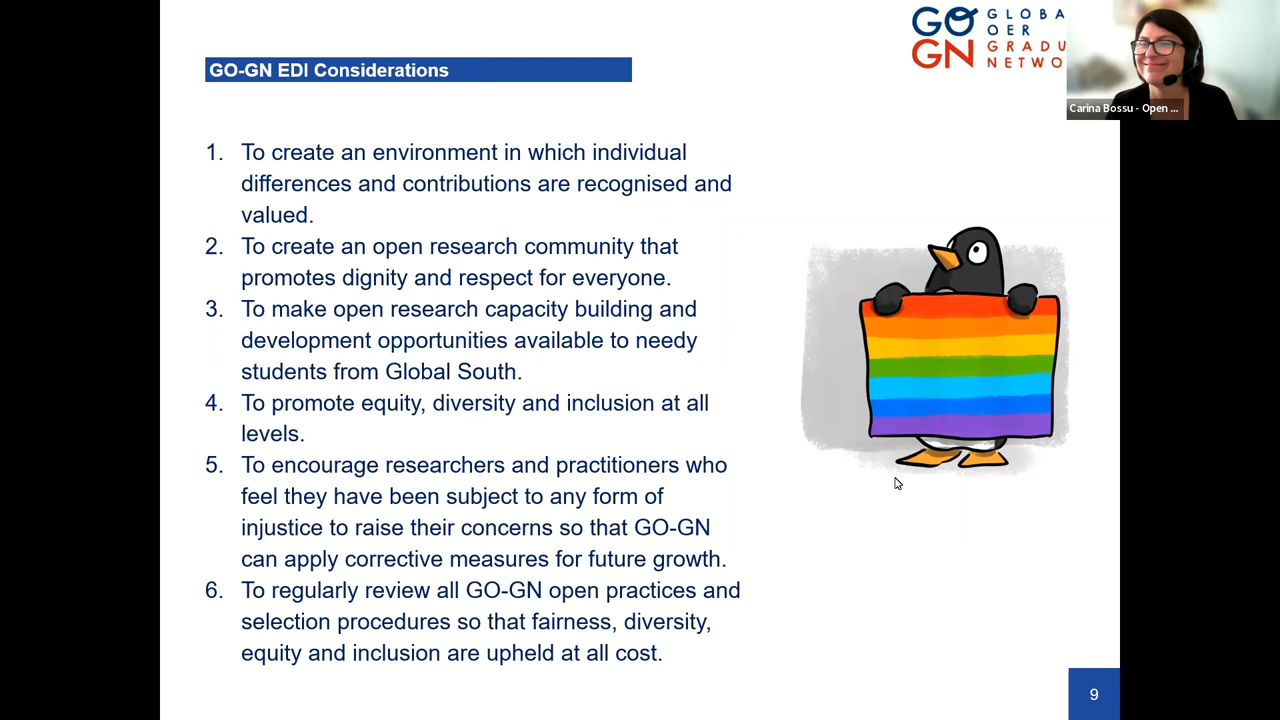 GO-GN EDI Considerations
GO GLOBA
OER
GN GRADU
NETWO
Carina Bossu - Open ...
1. To create an environment in which individual
differences and contributions are recognised and
valued.
2. To create an open research community that
promotes dignity and respect for everyone.
3. To make open research capacity building and
development opportunities available to needy
students from Global South.
4. To promote equity, diversity and inclusion at all
levels.
5. To encourage researchers and practitioners who
feel they have been subject to any form of
injustice to raise their concerns so that GO-GN
can apply corrective measures for future growth.
6. To regularly review all GO-GN open practices and
selection procedures so that fairness, diversity,
equity and inclusion are upheld at all cost.
9